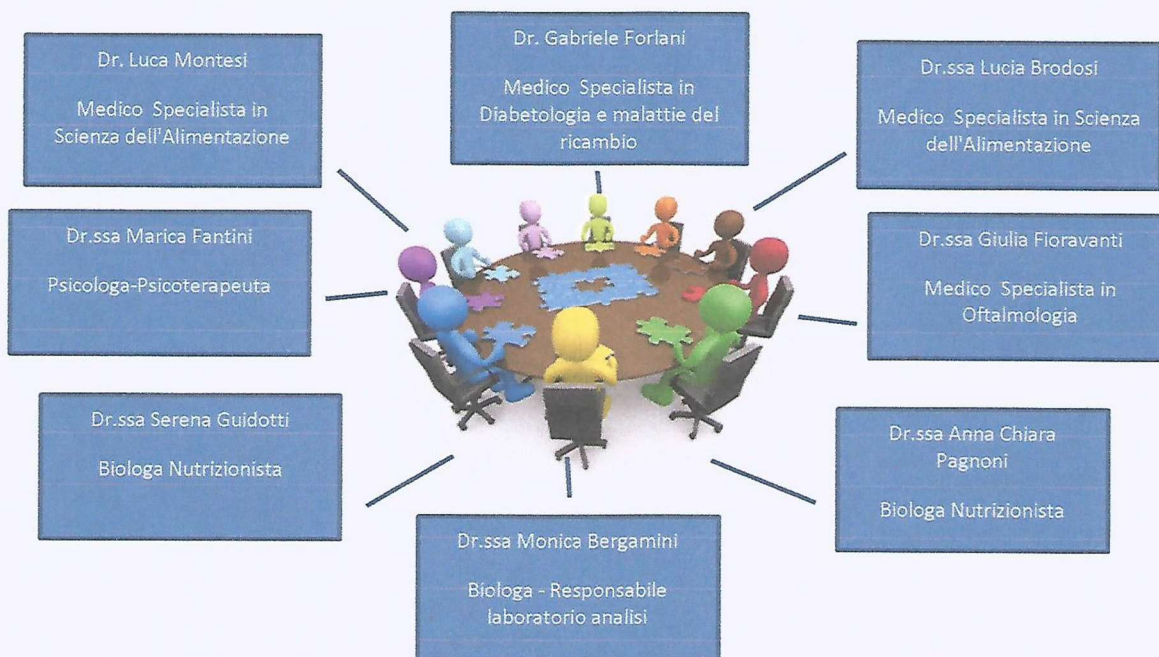 Dr. Luca Montesi
Medico Specialista in
Scienza dell'Alimentazione
Dr. Gabriele Forlani
Medico Specialista in
Diabetologia e malattie del
ricambio
Dr.ssa Lucia Brodosi
Medico Specialista in Scienza
dell'Alimentazione
Dr.ssa Marica Fantini
Psicologa-Psicoterapeuta
Dr.ssa Giulia Fioravanti
Medico Specialista in
Oftalmologia
Dr.ssa Serena Guidotti
Biologa Nutrizionista
Dr.ssa Anna Chiara
Pagnoni
Biologa Nutrizionista
Dr.ssa Monica Bergamini
Biologa - Responsabile
laboratorio analisi